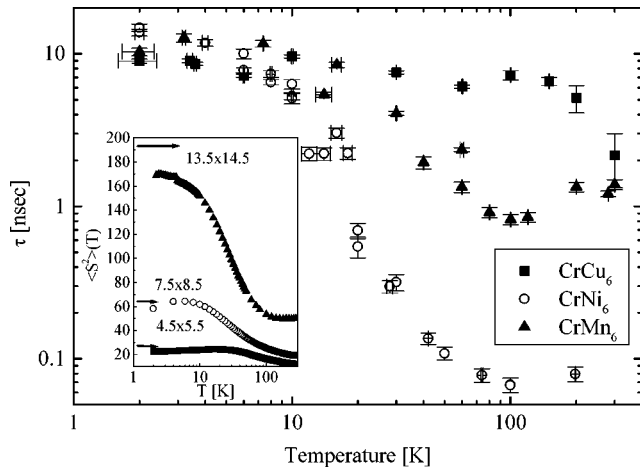 10
1
0.1
τ [nsec]
1
10
100
Temperature [K]
CrCu6
CrNi6
CrMn6
200
180
160
140
120
100
80
60
40
20
<S²>(T)
13.5x14.5
7.5x8.5
4.5x5.5
1
10
100
T [K]